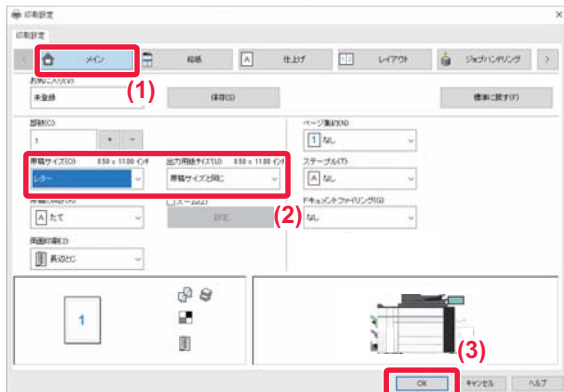 印刷設定
印刷設定
メイン
給紙
仕上げ
レイアウト
ジョブハンドリング
(1)
お気に入り(V)
未登録
保存(S)
標準に戻す(F)
部数(C)
1
+ -
ページ集約(N)
1 なし
原稿サイズ(O) 8.50 x 11.00 インチ
レター
出力用紙サイズ(U) 8.50 x 11.00 インチ
原稿サイズと同じ
ステープル(T)
A なし
(2)
A たて
ズーム(Z)
設定
ドキュメントファイリング(G)
なし
両面印刷(I)
長辺とじ
1
(3)
OK
キャンセル
ヘルプ